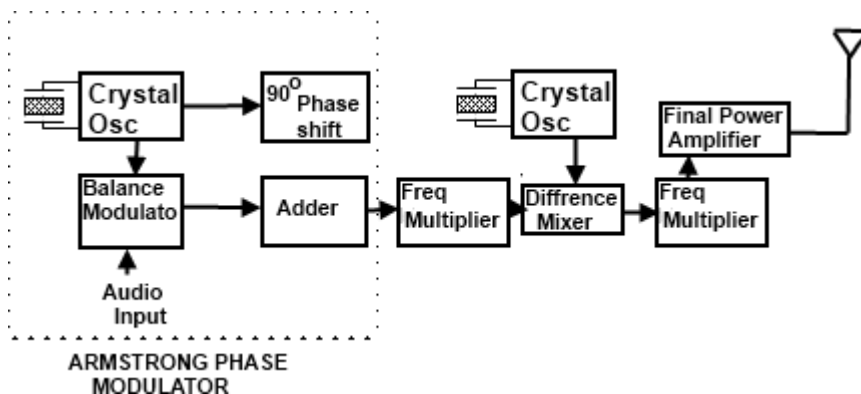 Crystal
Osc
90o
Phase
shift
Balance
Modulato
Adder
Audio
Input
Freq
Multiplier
Crystal
Osc
Diffrence
Mixer
Freq
Multiplier
Final Power
Amplifier
ARMSTRONG PHASE
MODULATOR